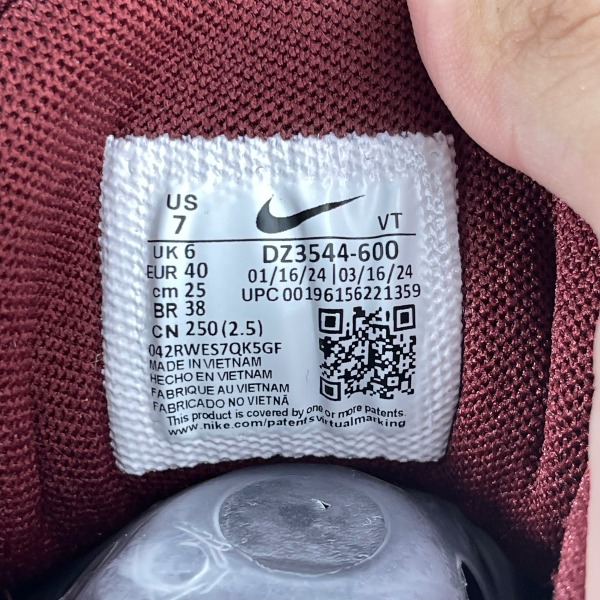 US
7
VT
UK 6
EUR 40
cm 25
BR 38
CN 250 (2.5)
DZ3544-600
01/16/24 | 03/16/24
UPC 00196156221359
042RWES7QK5GF
MADE IN VIETNAM
HECHO EN VIETNAM
FABRIQUE AU VIETNAM
FABRICADO NO VIETNÃ
This product is covered by one or more patents.
www.nike.com/patentsvirtualmarking